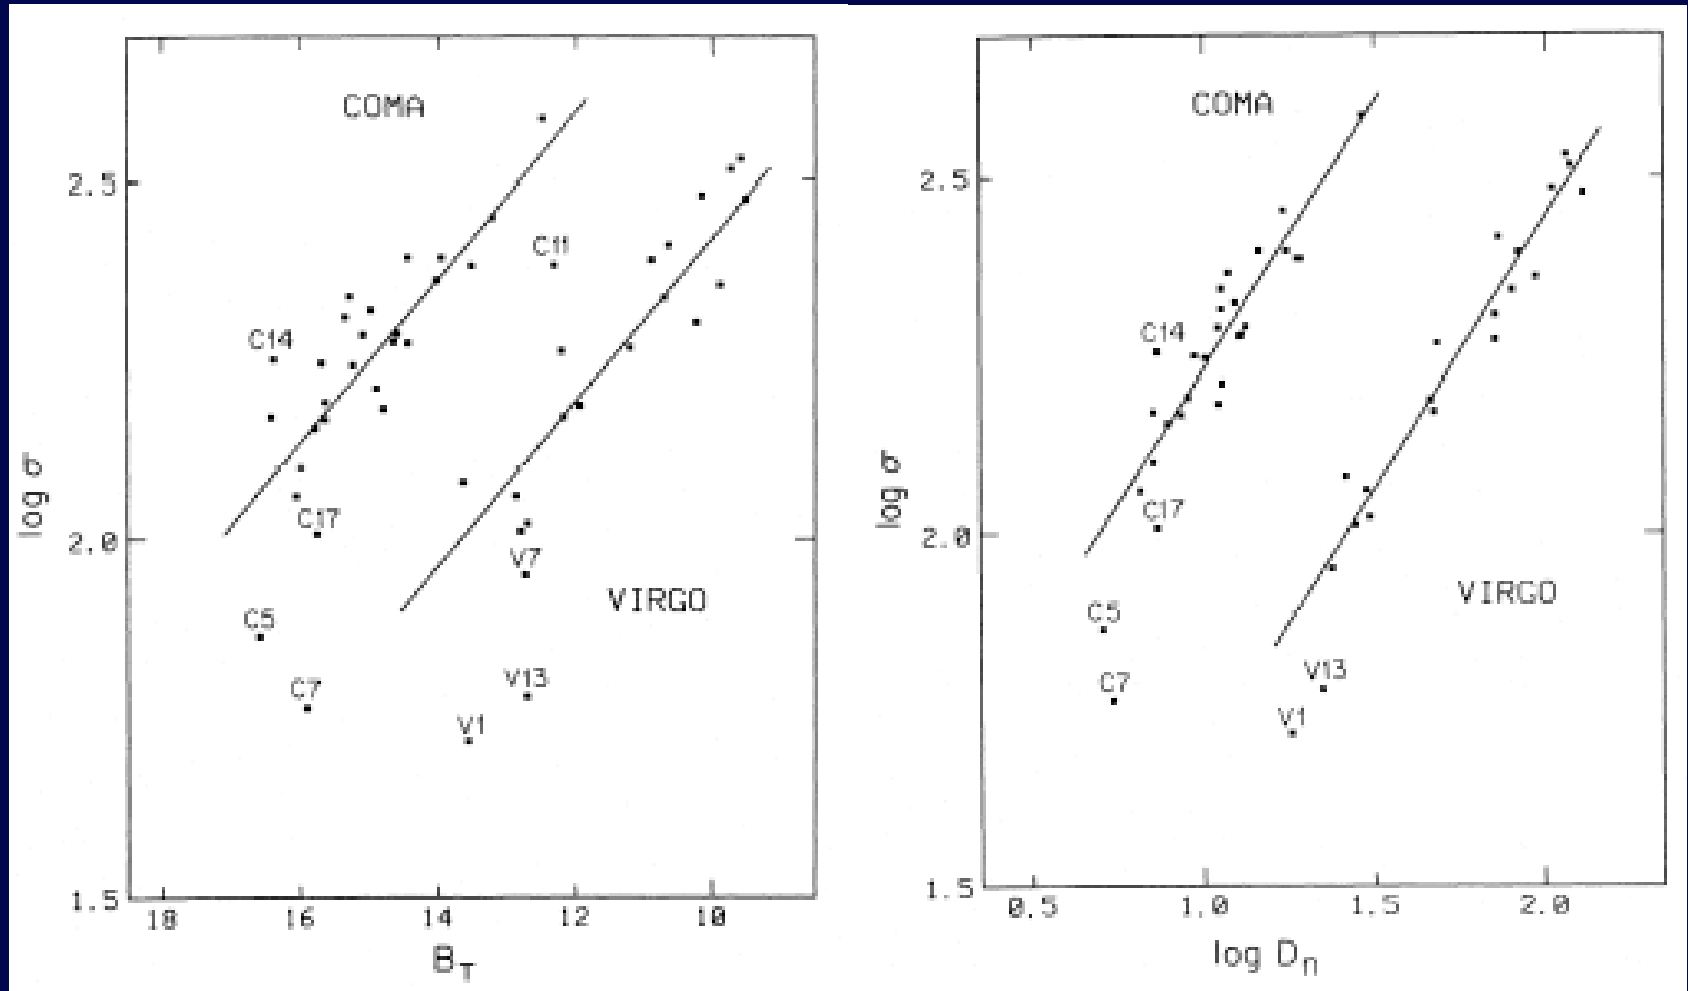 COMA
2.5
C11
C14
log σ
C17
2.0
V7
VIRGO
C5
V13
C7
V1
1.5
18 16 14 12 10
B_T
COMA
2.5
C14
log σ
C17
2.0
VIRGO
C5
V13
C7
V1
1.5
0.5 1.0 1.5 2.0
log D_n